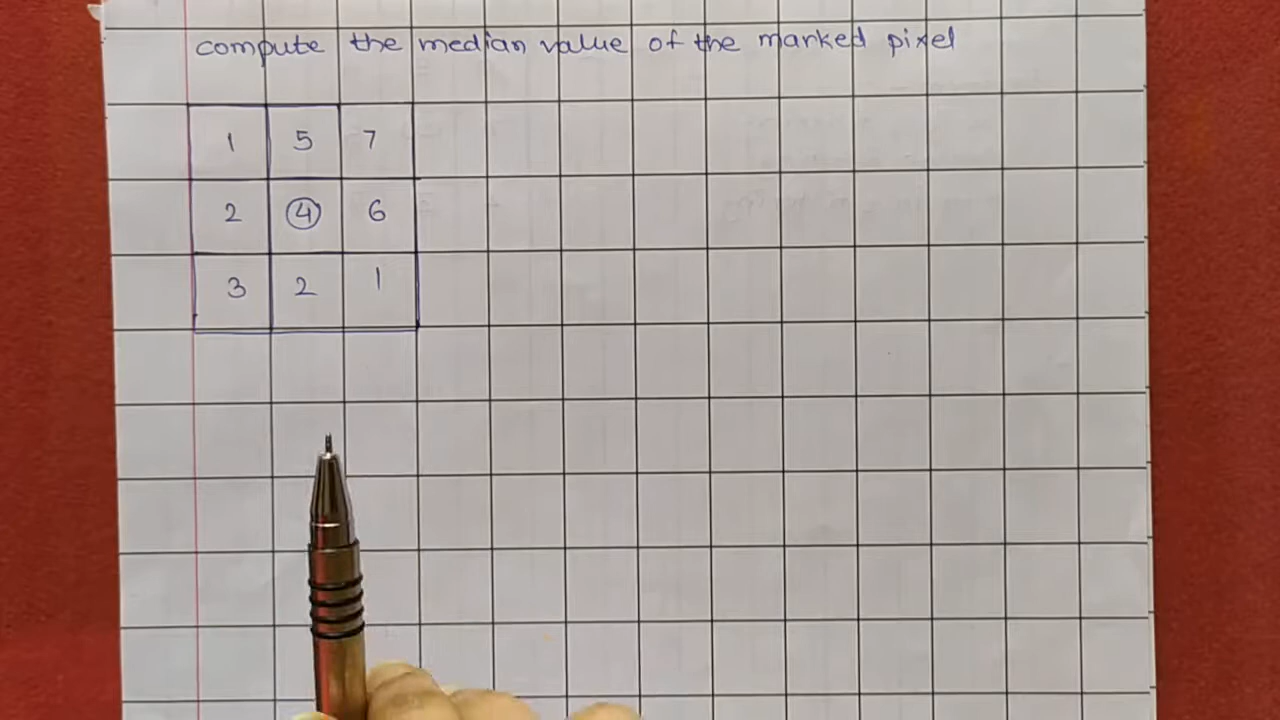 compute the median value of the marked pixel
1 5 7
2 4 6
3 2 1